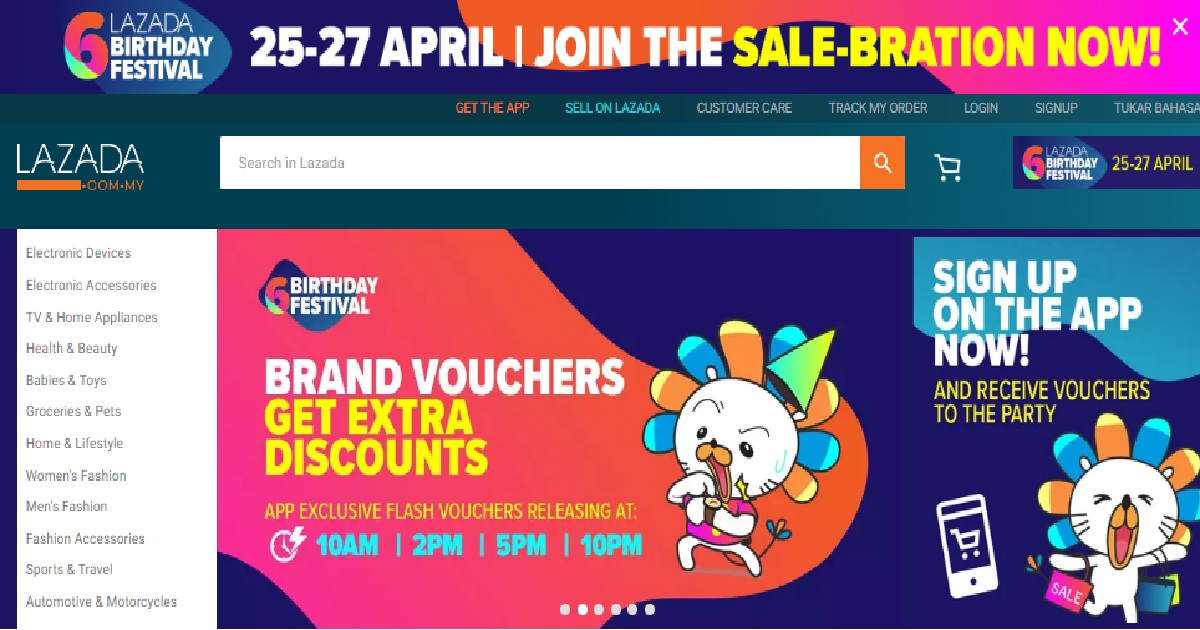 6 LAZADA
BIRTHDAY
FESTIVAL
25-27 APRIL | JOIN THE SALE-BRATION NOW!
GET THE APP SELL ON LAZADA CUSTOMER CARE TRACK MY ORDER LOGIN SIGNUP TUKAR BAHASA
LAZADA
.COM.MY
Search in Lazada
6 LAZADA
BIRTHDAY
FESTIVAL
25-27 APRIL
Electronic Devices
Electronic Accessories
TV & Home Appliances
Health & Beauty
Babies & Toys
Groceries & Pets
Home & Lifestyle
Women's Fashion
Men's Fashion
Fashion Accessories
Sports & Travel
Automotive & Motorcycles
6 BIRTHDAY
FESTIVAL
BRAND VOUCHERS
GET EXTRA
DISCOUNTS
APP EXCLUSIVE FLASH VOUCHERS RELEASING AT:
10AM | 2PM | 5PM | 10PM
SIGN UP
ON THE APP
NOW!
AND RECEIVE VOUCHERS
TO THE PARTY
SALE